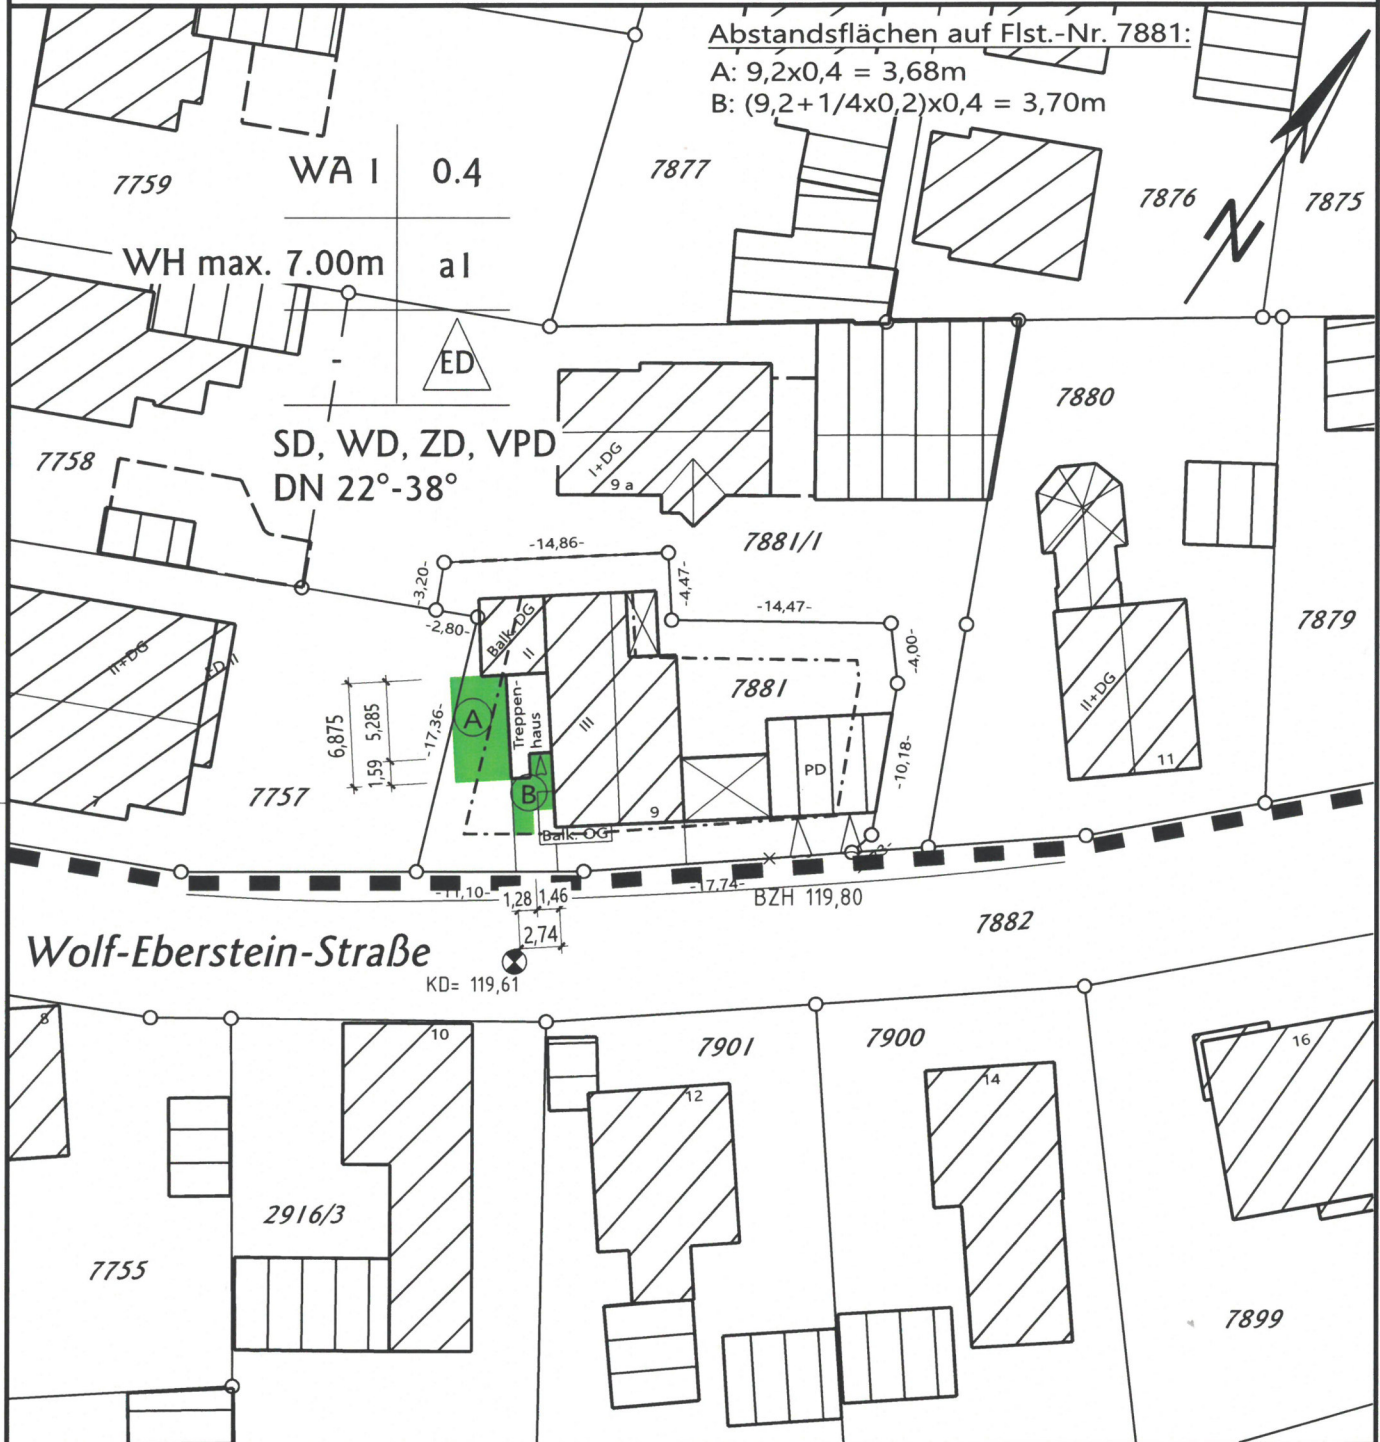 Abstandsflächen auf Flst.-Nr. 7881:
A: 9,2x0,4 = 3,68m
B: (9,2+1/4x0,2)x0,4 = 3,70m
7759
WA I
0.4
7877
7876
7875
N
WH max. 7.00m
a1
ED
SD, WD, ZD, VPD
DN 22°-38°
7758
I+DG
9 a
7880
7881/1
-14,86-
-3,20-
-4,47-
-14,47-
-2,80-
-4,00-
7879
II+DG
ED II
7
7757
Balk. DG
II
Treppen-
haus
III
7881
PD
9
II+DG
11
A
B
6,875
5,285
1,59
-17,36-
-10,18-
Balk. OG
-11,10-
1,28
1,46
2,74
-17,74-
BZH 119,80
7882
Wolf-Eberstein-Straße
KD= 119,61
8
10
7901
7900
12
14
16
2916/3
7755
7899